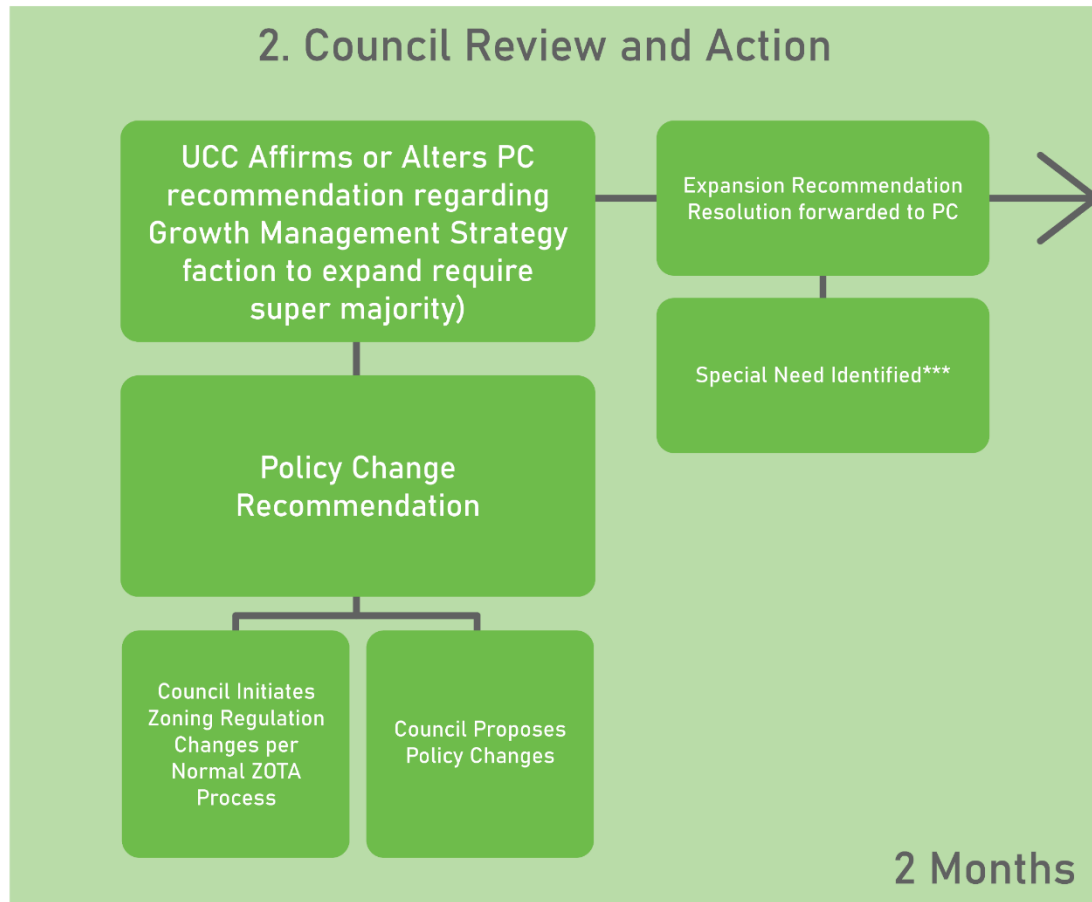 2. Council Review and Action
UCC Affirms or Alters PC
recommendation regarding
Growth Management Strategy
faction to expand require
super majority)
Expansion Recommendation
Resolution forwarded to PC
Special Need Identified***
Policy Change
Recommendation
Council Initiates
Zoning Regulation
Changes per
Normal ZOTA
Process
Council Proposes
Policy Changes
2 Months